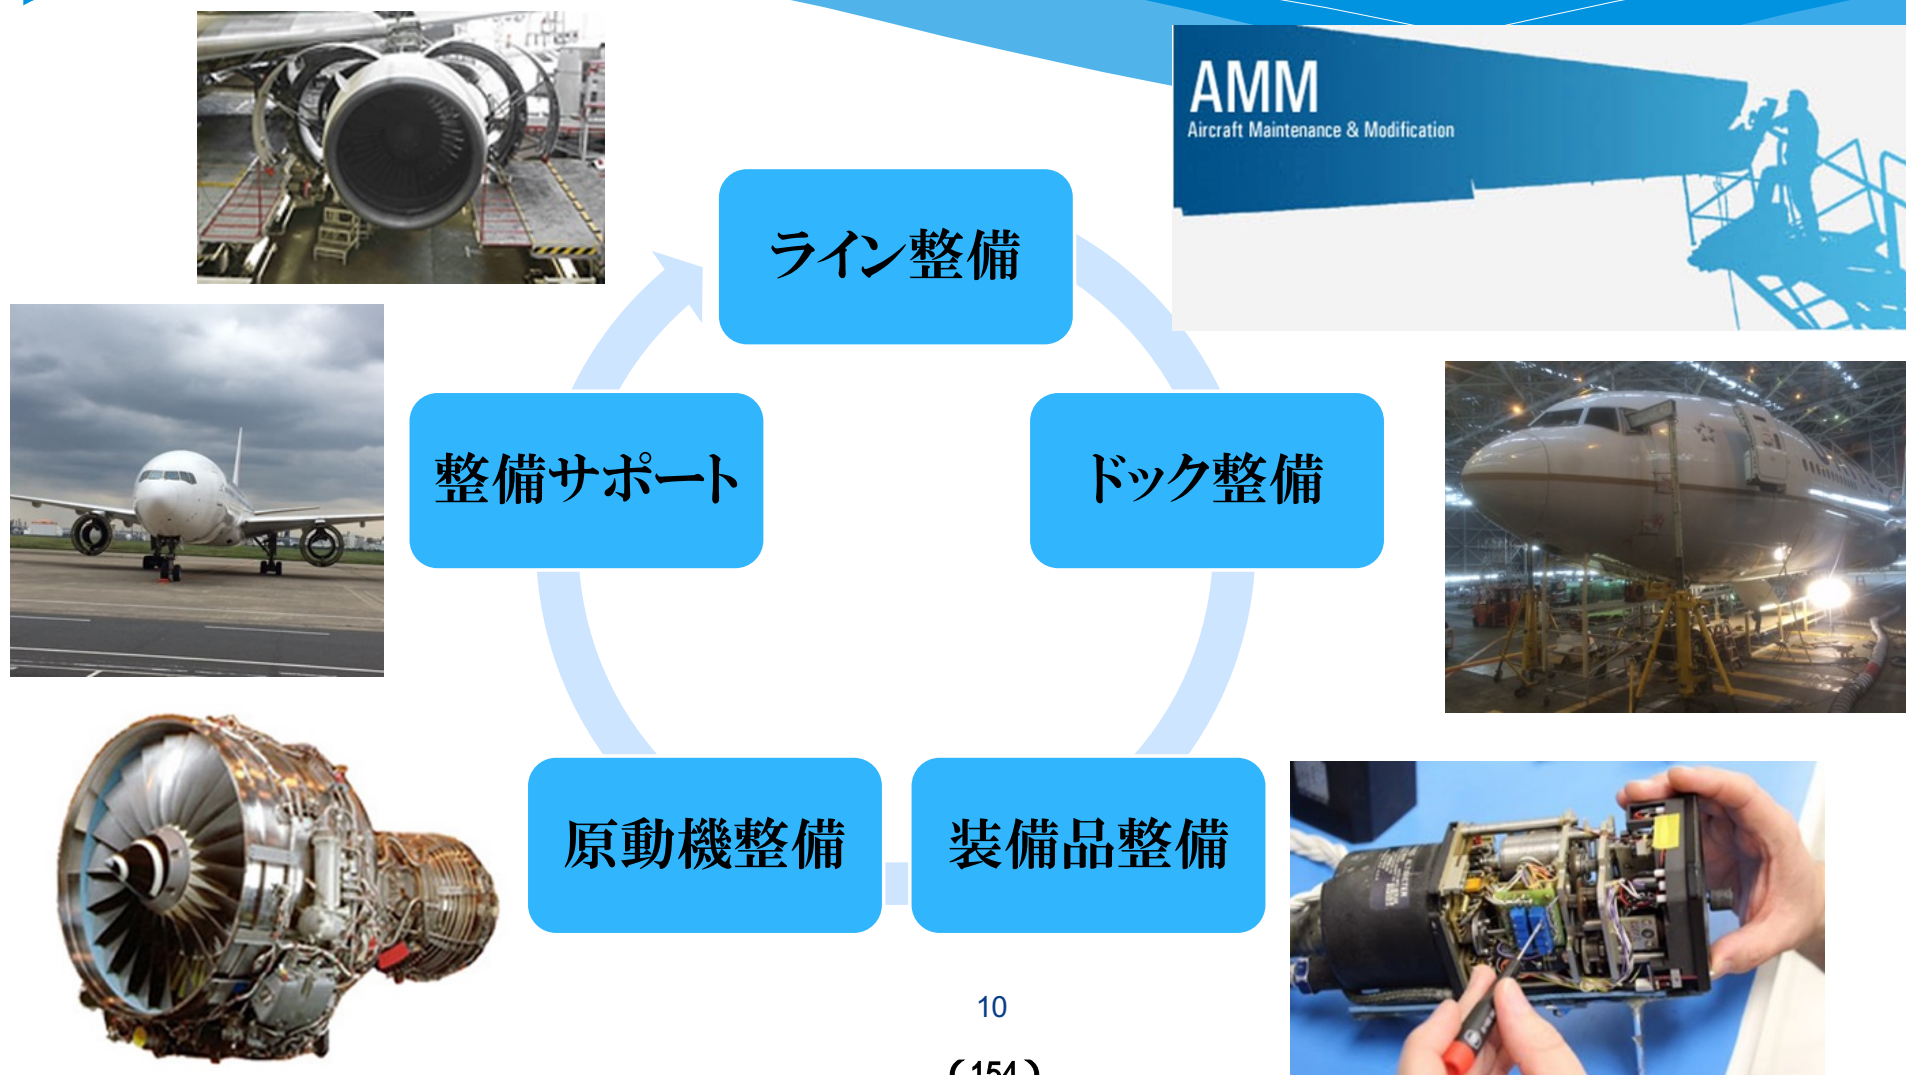 AMM
Aircraft Maintenance & Modification
ライン整備
整備サポート
ドック整備
原動機整備
装備品整備
10
(154)